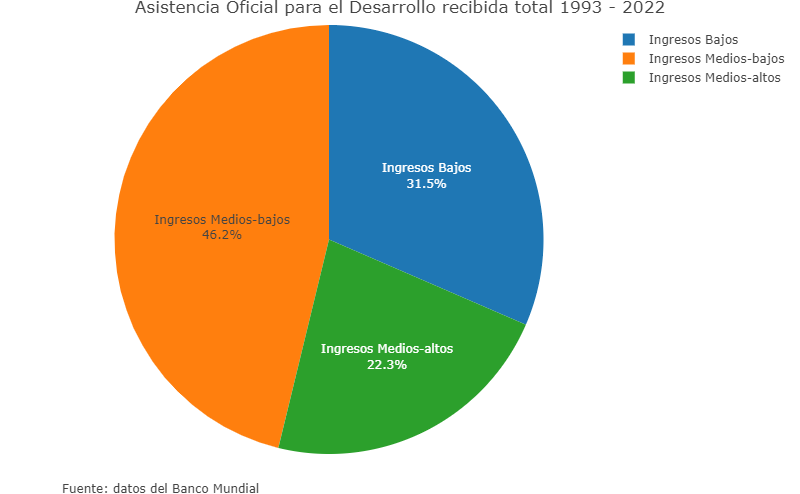 Asistencia Oficial para el Desarrollo recibida total 1993 - 2022
Ingresos Bajos
Ingresos Medios-bajos
Ingresos Medios-altos
Ingresos Bajos
31.5%
Ingresos Medios-bajos
46.2%
Ingresos Medios-altos
22.3%
Fuente: datos del Banco Mundial